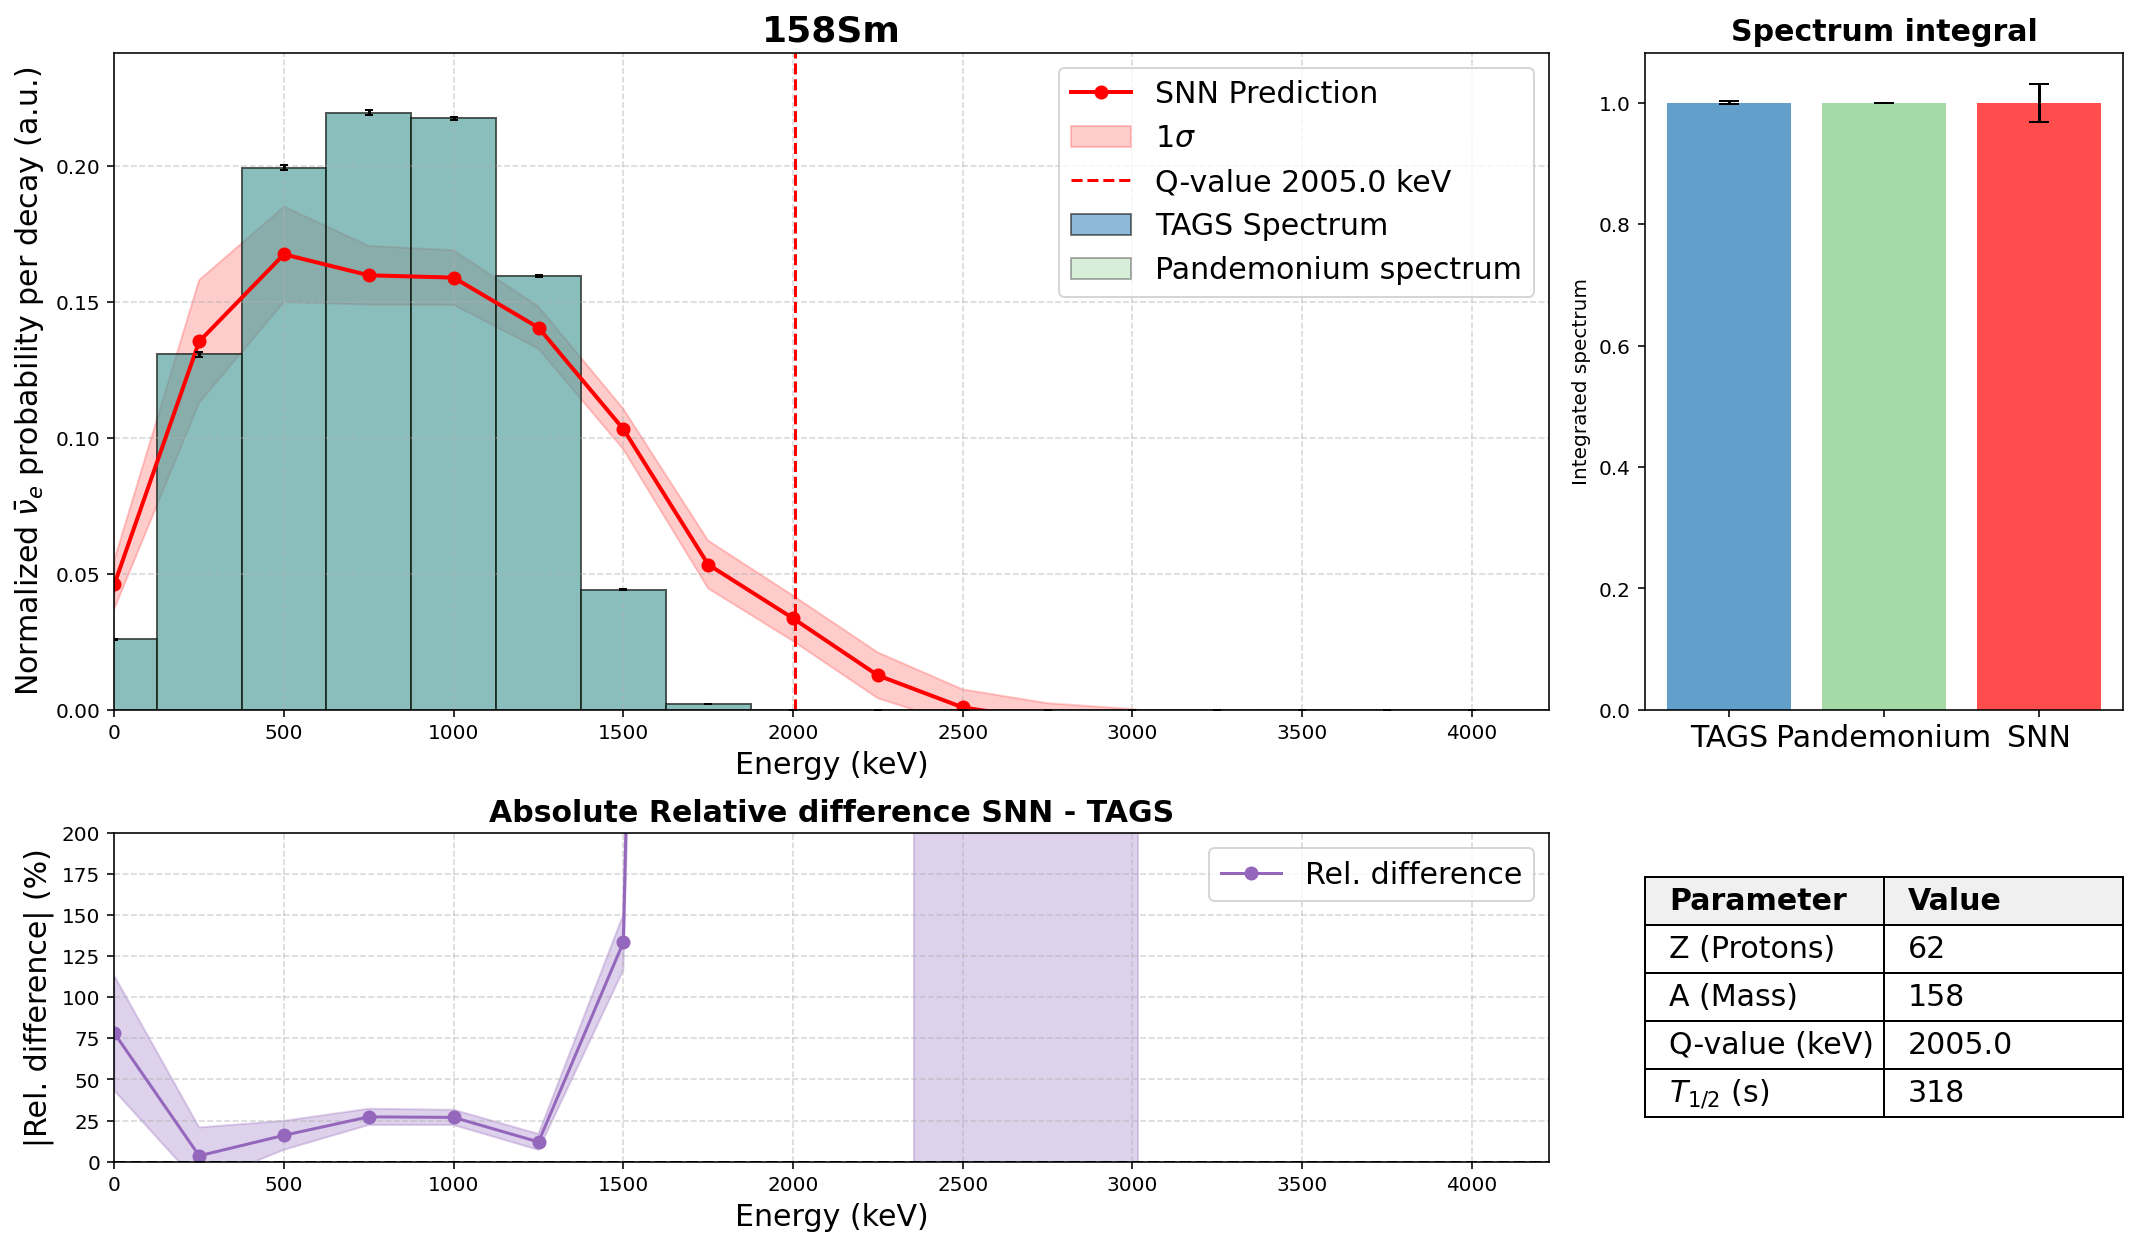 158Sm
Normalized ν̄ₑ probability per decay (a.u.)
0.20
0.15
0.10
0.05
0.00
0 500 1000 1500 2000 2500 3000 3500 4000
Energy (keV)
SNN Prediction
1σ
Q-value 2005.0 keV
TAGS Spectrum
Pandemonium spectrum
Spectrum integral
Integrated spectrum
1.0
0.8
0.6
0.4
0.2
0.0
TAGS Pandemonium SNN
Absolute Relative difference SNN - TAGS
|Rel. difference| (%)
200
175
150
125
100
75
50
25
0
0 500 1000 1500 2000 2500 3000 3500 4000
Energy (keV)
Rel. difference
Parameter Value
Z (Protons) 62
A (Mass) 158
Q-value (keV) 2005.0
T₁/₂ (s) 318